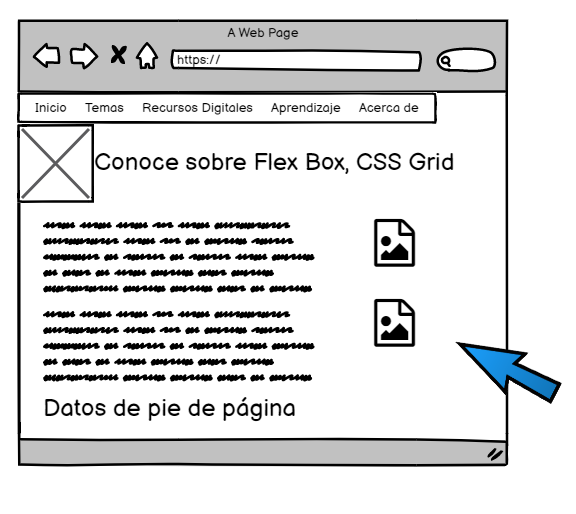 A Web Page
https://
Inicio Temas Recursos Digitales Aprendizaje Acerca de
Conoce sobre Flex Box, CSS Grid
Datos de pie de página